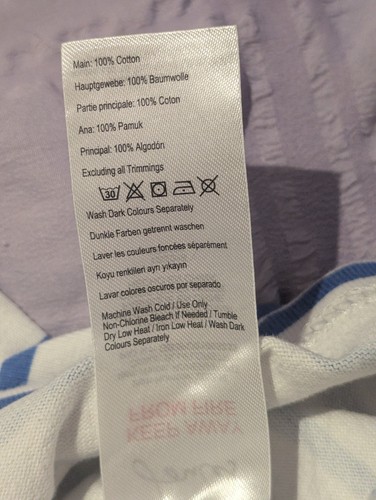 Main: 100% Cotton
Hauptgewebe: 100% Baumwolle
Partie principale: 100% Coton
Ana: 100% Pamuk
Principal: 100% Algodón
Excluding all Trimmings
30
Wash Dark Colours Separately
Dunkle Farben getrennt waschen
Laver les couleurs foncées séparément
Koyu renklileri ayrı yıkayın
Lavar colores oscuros por separado
Machine Wash Cold / Use Only
Non-Chlorine Bleach If Needed / Tumble
Dry Low Heat / Iron Low Heat / Wash Dark
Colours Separately
KEEP AWAY
FROM FIRE